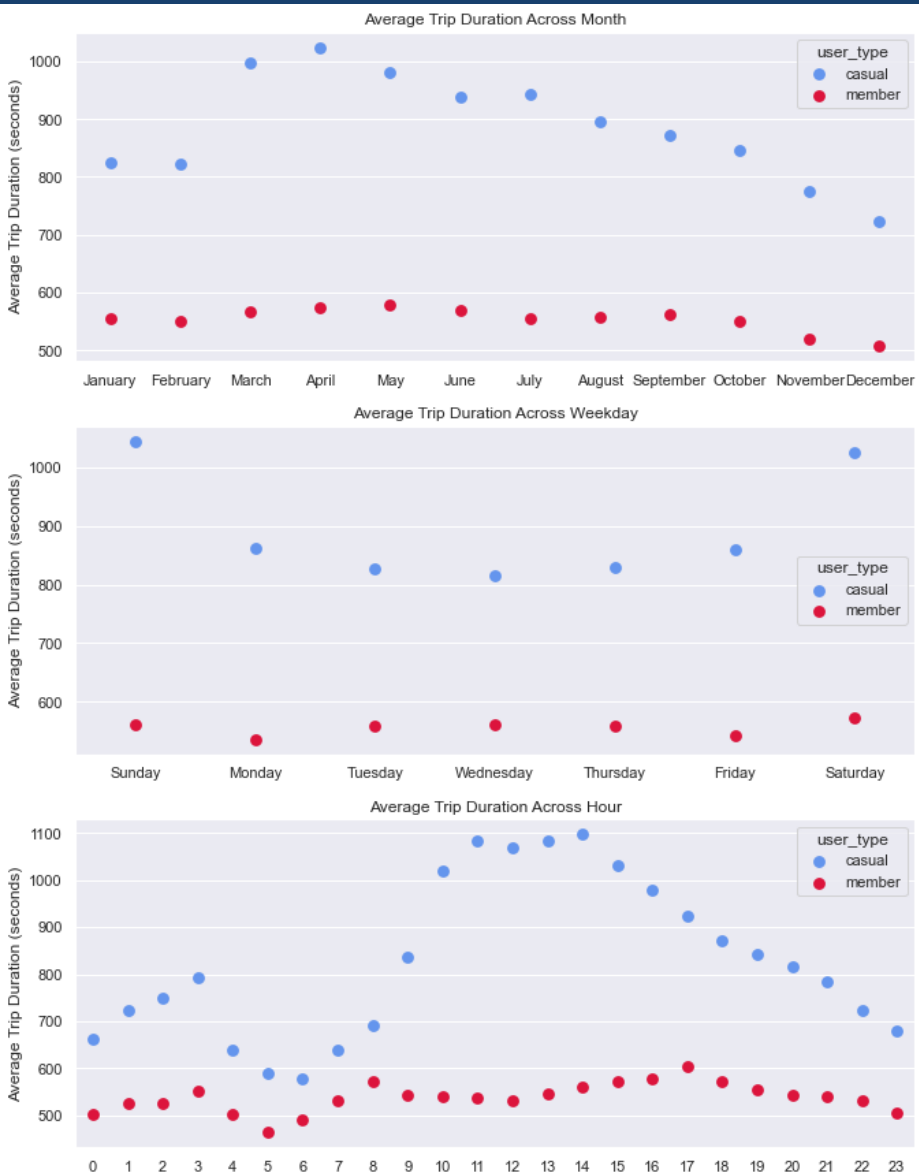 Average Trip Duration Across Month
Average Trip Duration (seconds)
1000
900
800
700
600
500
user_type
casual
member
January February March April May June July August September October November December
Average Trip Duration Across Weekday
Average Trip Duration (seconds)
1000
900
800
700
600
user_type
casual
member
Sunday Monday Tuesday Wednesday Thursday Friday Saturday
Average Trip Duration Across Hour
Average Trip Duration (seconds)
1100
1000
900
800
700
600
500
user_type
casual
member
0 1 2 3 4 5 6 7 8 9 10 11 12 13 14 15 16 17 18 19 20 21 22 23